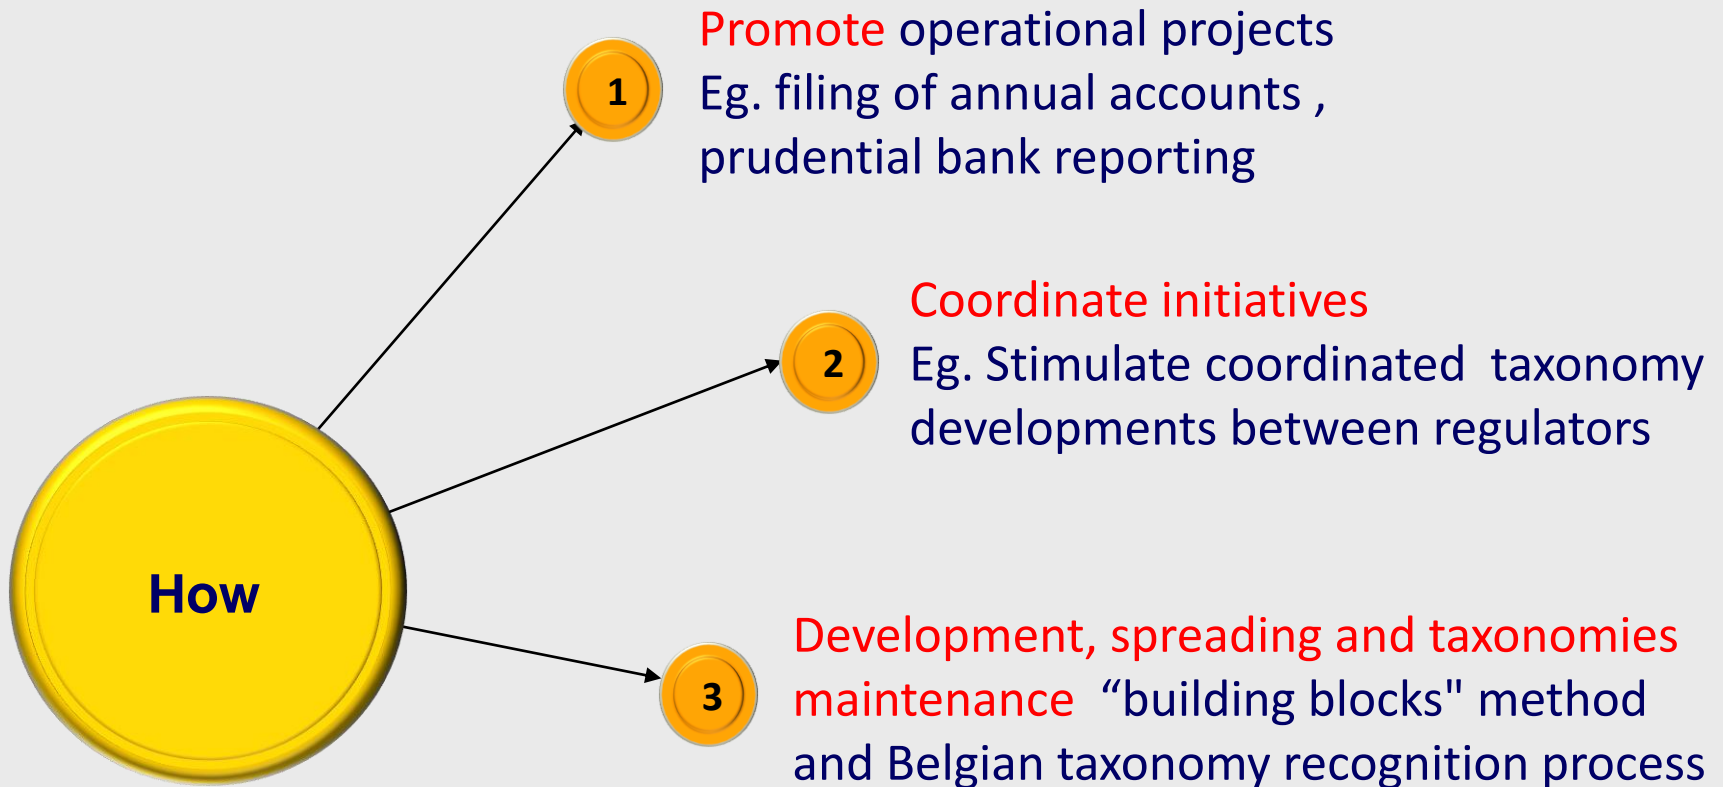 Promote operational projects
1
Eg. filing of annual accounts ,
prudential bank reporting
Coordinate initiatives
2
Eg. Stimulate coordinated  taxonomy
developments between regulators
How
Development, spreading and taxonomies
3
maintenance  “building blocks" method
and Belgian taxonomy recognition process